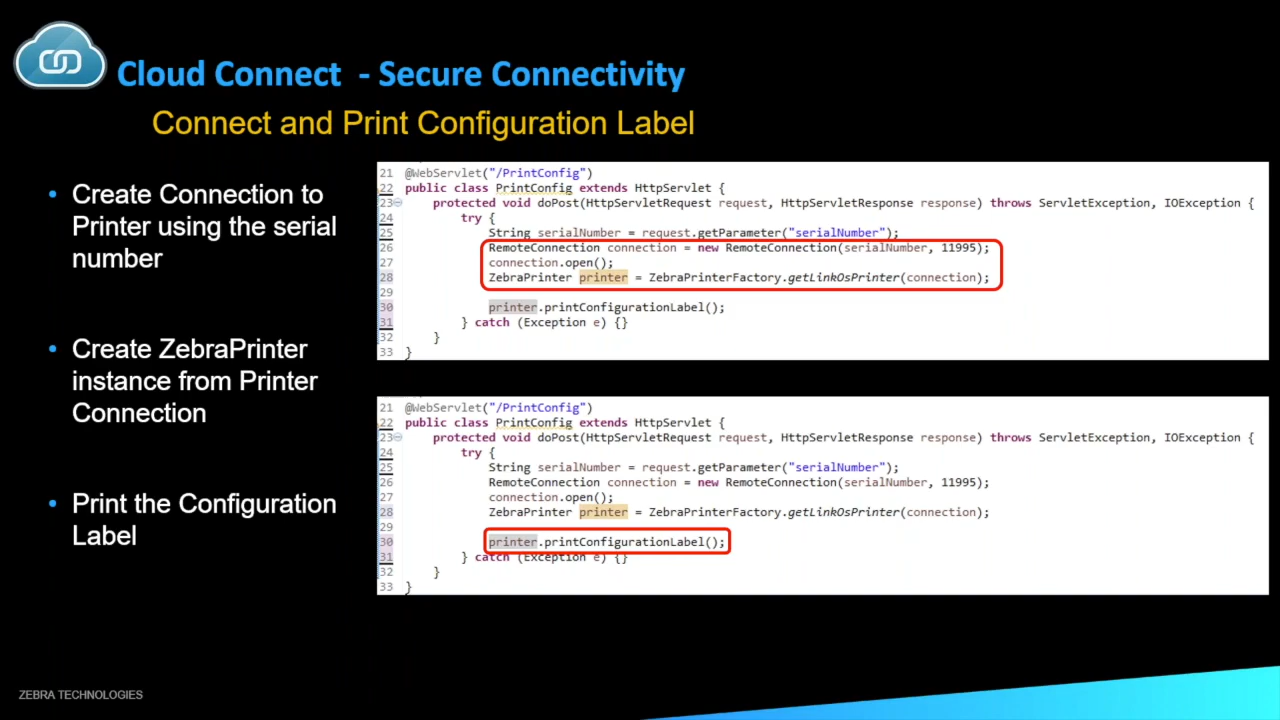 Cloud Connect - Secure Connectivity
Connect and Print Configuration Label
• Create Connection to
Printer using the serial
number
• Create ZebraPrinter
instance from Printer
Connection
• Print the Configuration
Label
21 @WebServlet("/PrintConfig")
22 public class PrintConfig extends HttpServlet {
23 protected void doPost(HttpServletRequest request, HttpServletResponse response) throws ServletException, IOException {
24 try {
25 String serialNumber = request.getParameter("serialNumber");
26 RemoteConnection connection = new RemoteConnection(serialNumber, 11995);
27 connection.open();
28 ZebraPrinter printer = ZebraPrinterFactory.getLinkOsPrinter(connection);
29
30 printer.printConfigurationLabel();
31 } catch (Exception e) {}
32 }
33 }
21 @WebServlet("/PrintConfig")
22 public class PrintConfig extends HttpServlet {
23 protected void doPost(HttpServletRequest request, HttpServletResponse response) throws ServletException, IOException {
24 try {
25 String serialNumber = request.getParameter("serialNumber");
26 RemoteConnection connection = new RemoteConnection(serialNumber, 11995);
27 connection.open();
28 ZebraPrinter printer = ZebraPrinterFactory.getLinkOsPrinter(connection);
29
30 printer.printConfigurationLabel();
31 } catch (Exception e) {}
32 }
33 }
ZEBRA TECHNOLOGIES